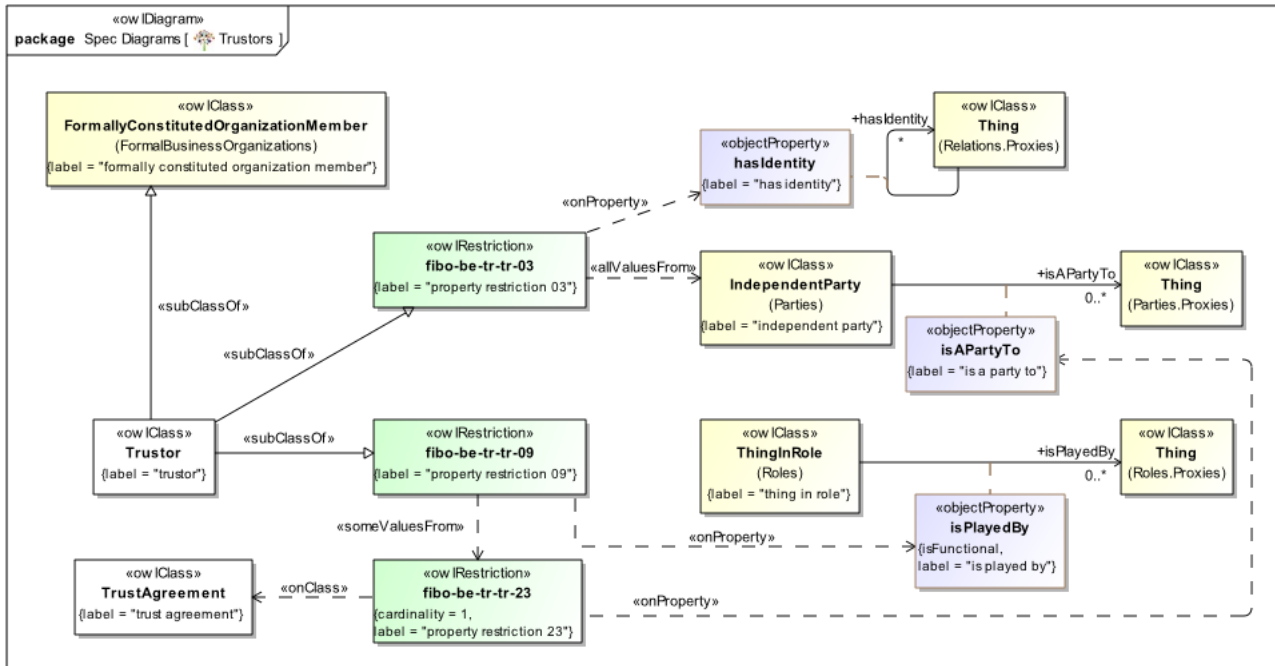 «owlDiagram»
package Spec Diagrams [ Trustors ]
«owlClass»
FormallyConstitutedOrganizationMember
(FormalBusinessOrganizations)
{label = "formally constituted organization member"}
«objectProperty»
hasIdentity
{label = "has identity"}
+hasIdentity
*
«owlClass»
Thing
(Relations.Proxies)
«onProperty»
«owlRestriction»
fibo-be-tr-tr-03
{label = "property restriction 03"}
«allValuesFrom»
«owlClass»
IndependentParty
(Parties)
{label = "independent party"}
+isAPartyTo
0..*
«owlClass»
Thing
(Parties.Proxies)
«objectProperty»
isAPartyTo
{label = "is a party to"}
«subClassOf»
«subClassOf»
«owlClass»
Trustor
{label = "trustor"}
«subClassOf»
«owlRestriction»
fibo-be-tr-tr-09
{label = "property restriction 09"}
«owlClass»
ThingInRole
(Roles)
{label = "thing in role"}
+isPlayedBy
0..*
«owlClass»
Thing
(Roles.Proxies)
«objectProperty»
isPlayedBy
{isFunctional,
label = "is played by"}
«someValuesFrom»
«onProperty»
«owlClass»
TrustAgreement
{label = "trust agreement"}
«onClass»
«owlRestriction»
fibo-be-tr-tr-23
{cardinality = 1,
label = "property restriction 23"}
«onProperty»